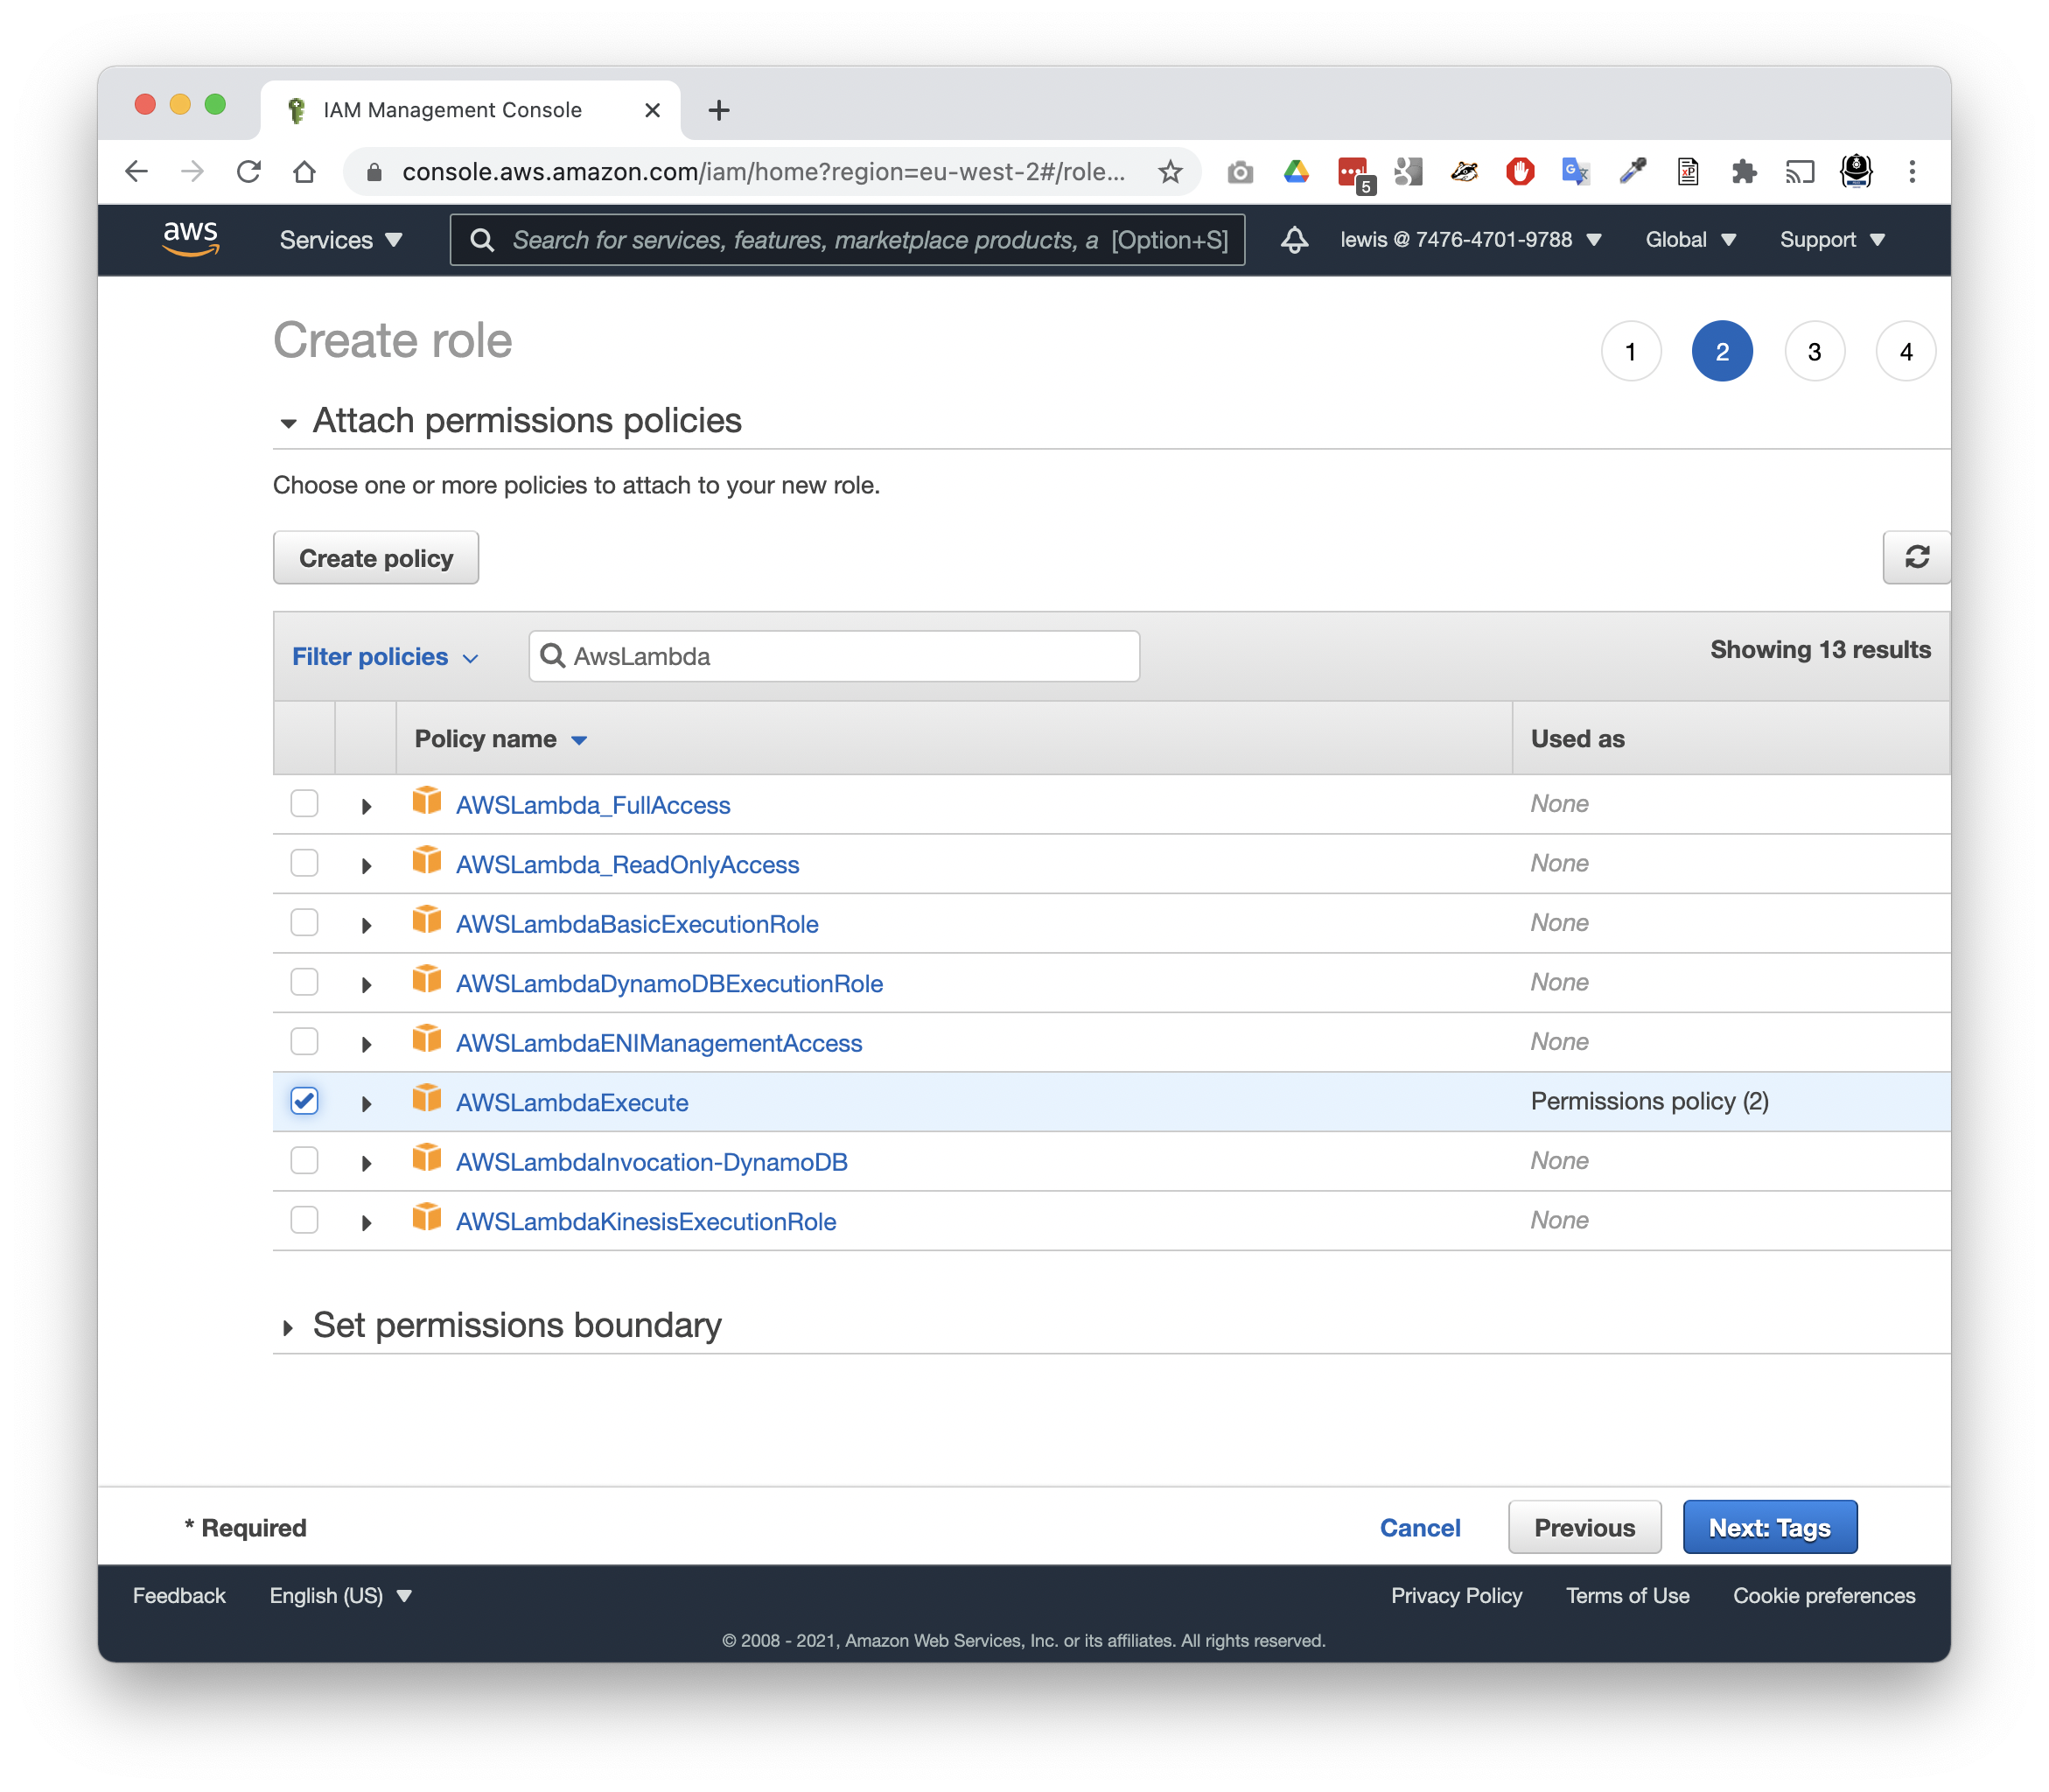 IAM Management Console
console.aws.amazon.com/iam/home?region=eu-west-2#/role...
5
aws
Services
Search for services, features, marketplace products, a [Option+S]
lewis @ 7476-4701-9788
Global
Support
Create role
1 2 3 4
Attach permissions policies
Choose one or more policies to attach to your new role.
Create policy
Filter policies
AwsLambda
Showing 13 results
Policy name Used as
AWSLambda_FullAccess None
AWSLambda_ReadOnlyAccess None
AWSLambdaBasicExecutionRole None
AWSLambdaDynamoDBExecutionRole None
AWSLambdaENIManagementAccess None
AWSLambdaExecute Permissions policy (2)
AWSLambdaInvocation-DynamoDB None
AWSLambdaKinesisExecutionRole None
Set permissions boundary
* Required
Cancel
Previous
Next: Tags
Feedback
English (US)
Privacy Policy
Terms of Use
Cookie preferences
© 2008 - 2021, Amazon Web Services, Inc. or its affiliates. All rights reserved.